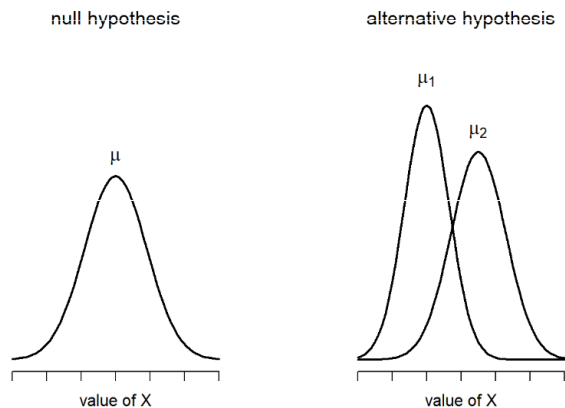 null hypothesis
μ
value of X
alternative hypothesis
μ1
μ2
value of X